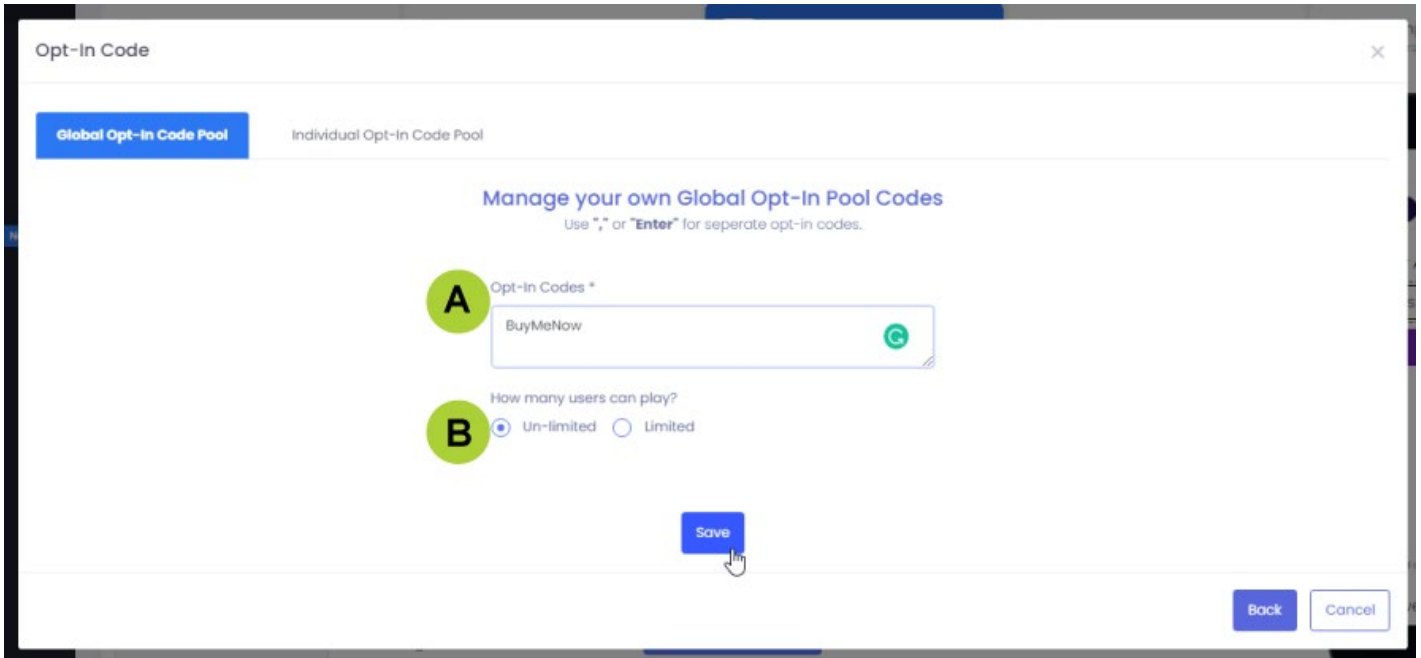 Opt-In Code
Global Opt-In Code Pool Individual Opt-In Code Pool
Manage your own Global Opt-In Pool Codes
Use "," or "Enter" for seperate opt-in codes.
A
Opt-In Codes *
BuyMeNow
How many users can play?
B
Un-limited Limited
Save
Back Cancel